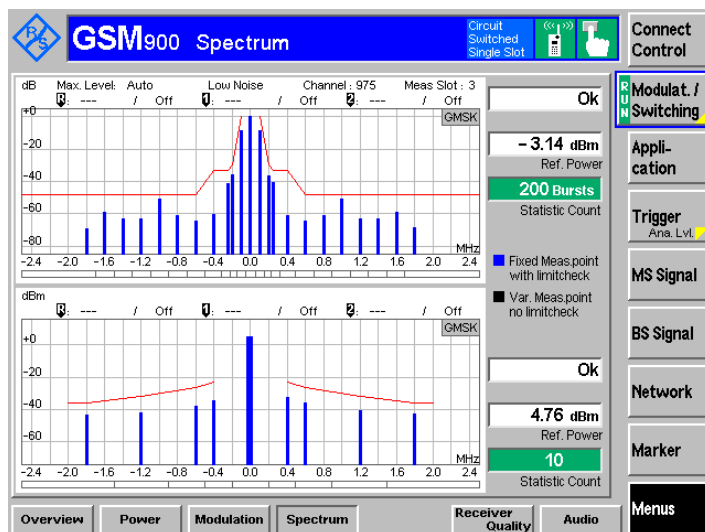 R S
GSM900 Spectrum
Circuit Switched Single Slot
Connect Control
dB Max. Level: Auto Low Noise Channel : 975 Meas Slot : 3
R : --- / Off 1 : --- / Off 2 : --- / Off
GMSK
+0
-20
-40
-60
-80
MHz
-2.4 -2.0 -1.6 -1.2 -0.8 -0.4 0.0 0.4 0.8 1.2 1.6 2.0 2.4
Ok
- 3.14 dBm
Ref. Power
200 Bursts
Statistic Count
Fixed Meas.point
with limitcheck
Var. Meas.point
no limitcheck
dBm
R : --- / Off 1 : --- / Off 2 : --- / Off
GMSK
+0
-20
-40
-60
MHz
-2.4 -2.0 -1.6 -1.2 -0.8 -0.4 0.0 0.4 0.8 1.2 1.6 2.0 2.4
Ok
4.76 dBm
Ref. Power
10
Statistic Count
RUN
Modulat. /
Switching
Appli-
cation
Trigger
Ana. Lvl.
MS Signal
BS Signal
Network
Marker
Menus
Overview Power Modulation Spectrum Receiver Quality Audio